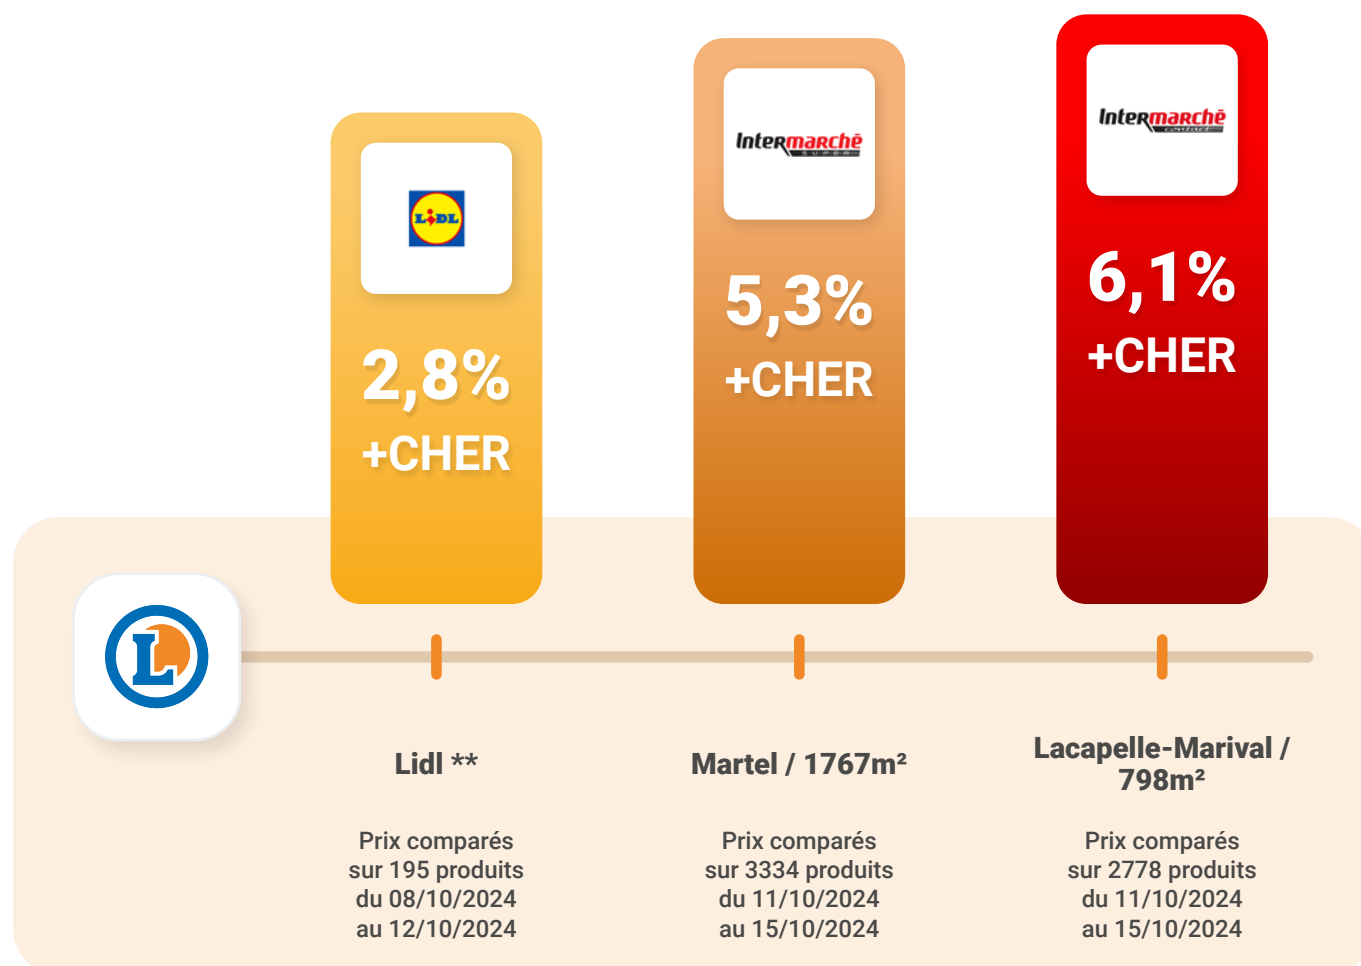 LIDL
2,8%
+CHER
Intermarché
SUPER
5,3%
+CHER
Intermarché
contact
6,1%
+CHER
L
Lidl **
Prix comparés
sur 195 produits
du 08/10/2024
au 12/10/2024
Martel / 1767m²
Prix comparés
sur 3334 produits
du 11/10/2024
au 15/10/2024
Lacapelle-Marival /
798m²
Prix comparés
sur 2778 produits
du 11/10/2024
au 15/10/2024